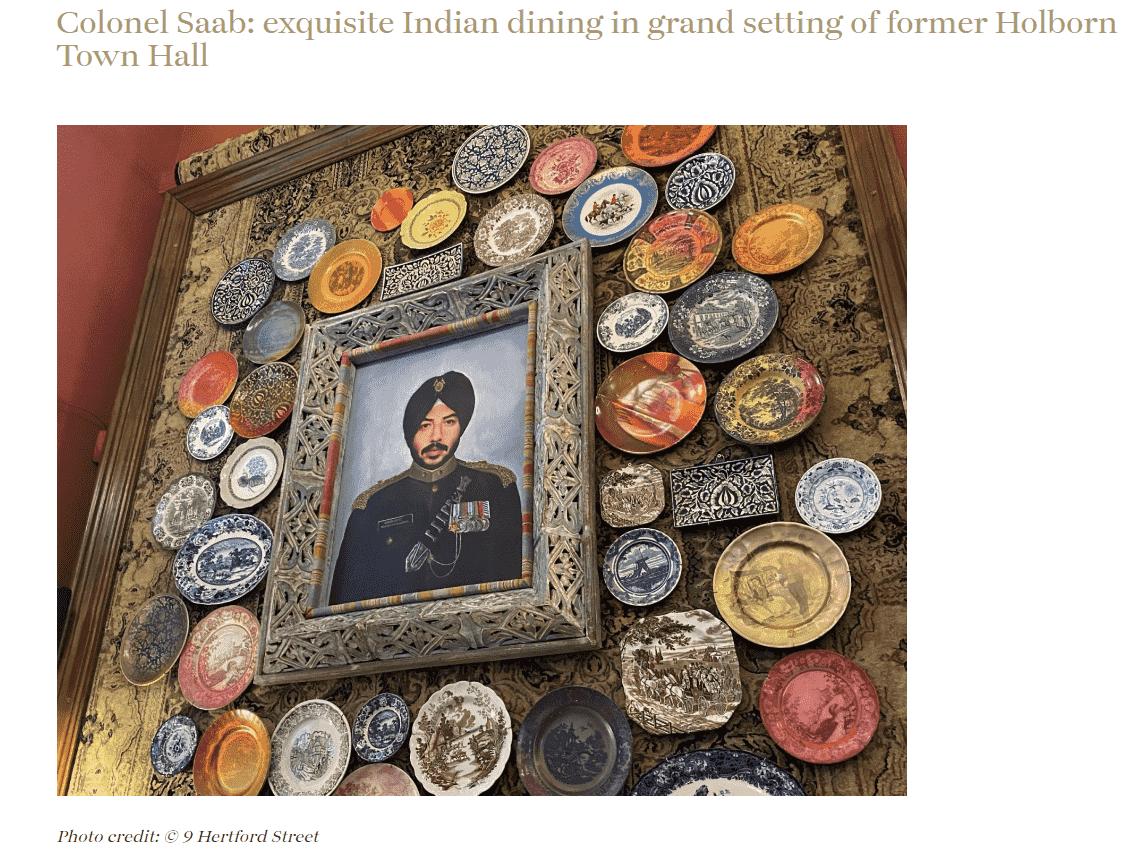 Colonel Saab: exquisite Indian dining in grand setting of former Holborn
Town Hall
Photo credit: © 9 Hertford Street